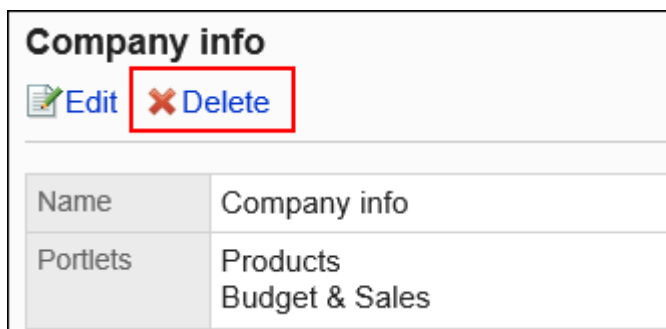 Company info
Edit Delete
Name Company info
Portlets Products
Budget & Sales